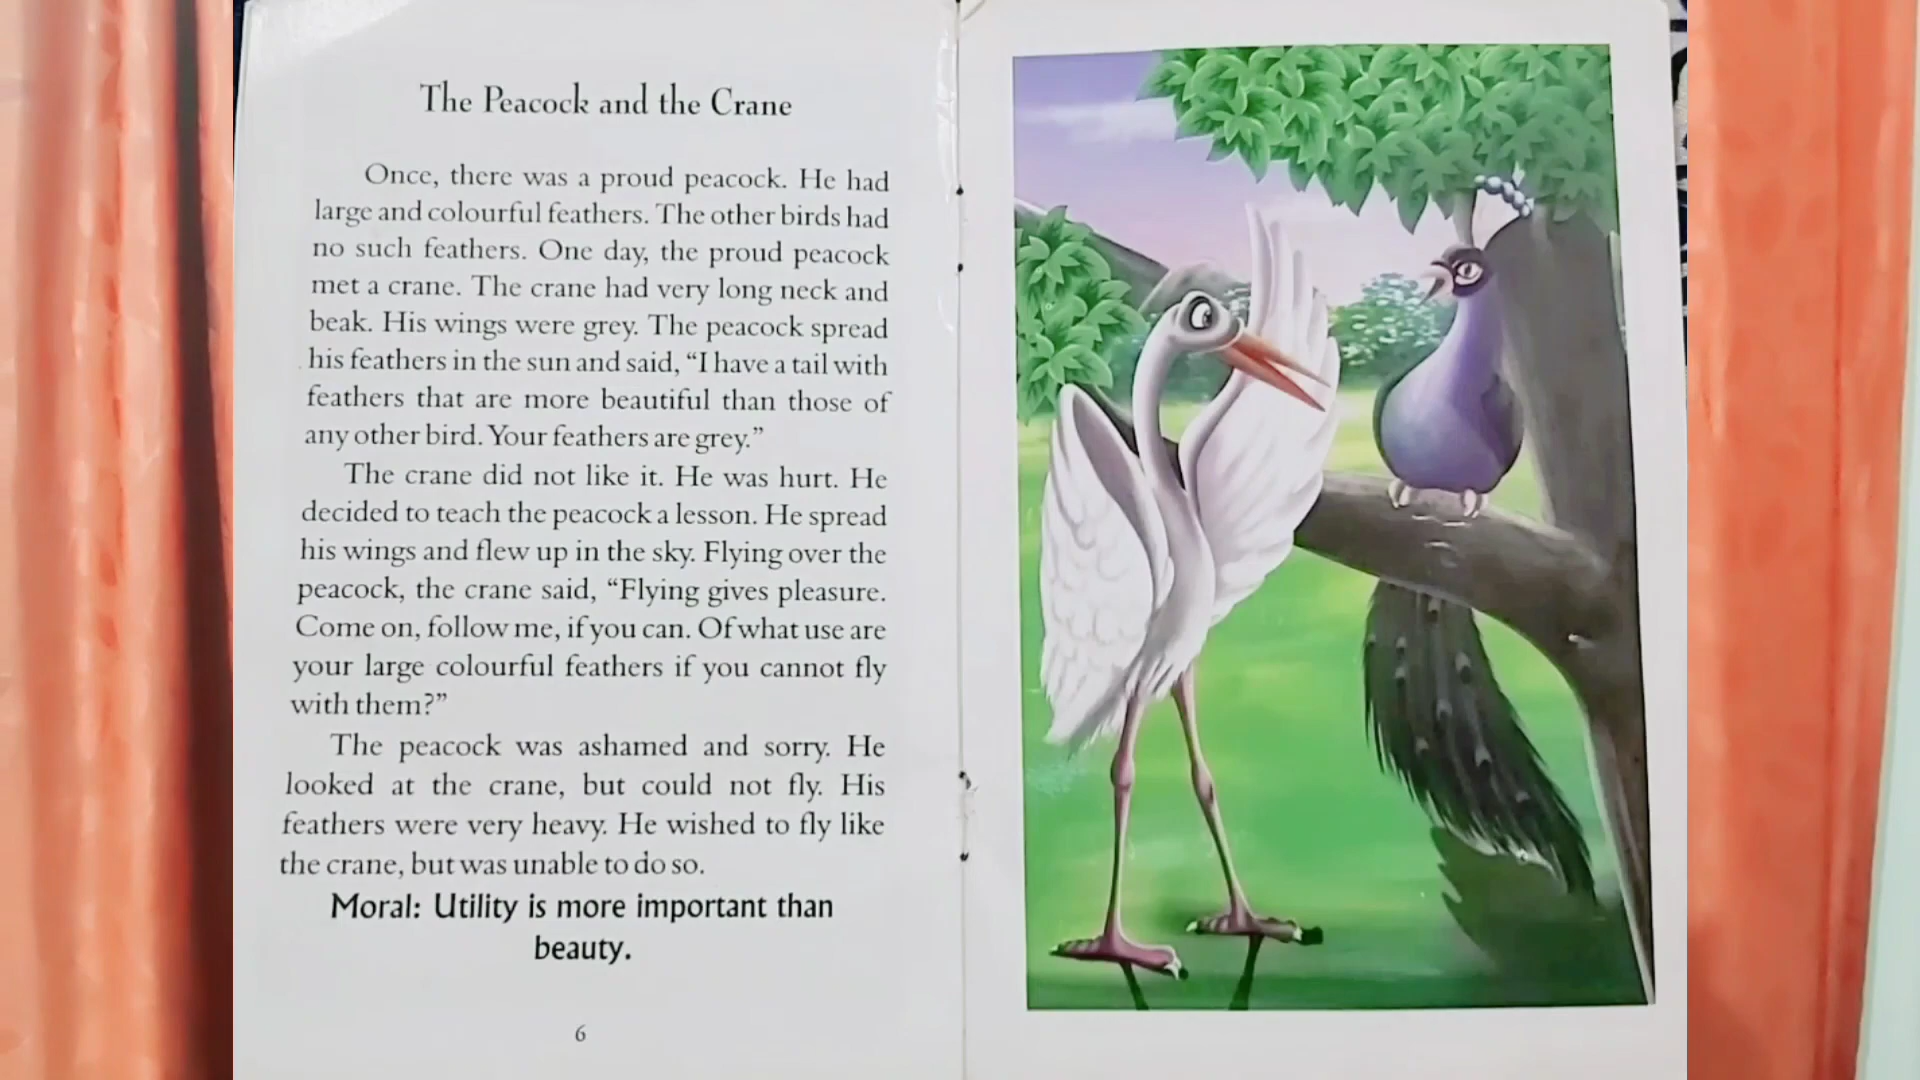 The Peacock and the Crane
Once, there was a proud peacock. He had
large and colourful feathers. The other birds had
no such feathers. One day, the proud peacock
met a crane. The crane had very long neck and
beak. His wings were grey. The peacock spread
his feathers in the sun and said, “I have a tail with
feathers that are more beautiful than those of
any other bird. Your feathers are grey.”
The crane did not like it. He was hurt. He
decided to teach the peacock a lesson. He spread
his wings and flew up in the sky. Flying over the
peacock, the crane said, “Flying gives pleasure.
Come on, follow me, if you can. Of what use are
your large colourful feathers if you cannot fly
with them?”
The peacock was ashamed and sorry. He
looked at the crane, but could not fly. His
feathers were very heavy. He wished to fly like
the crane, but was unable to do so.
Moral: Utility is more important than
beauty.
6